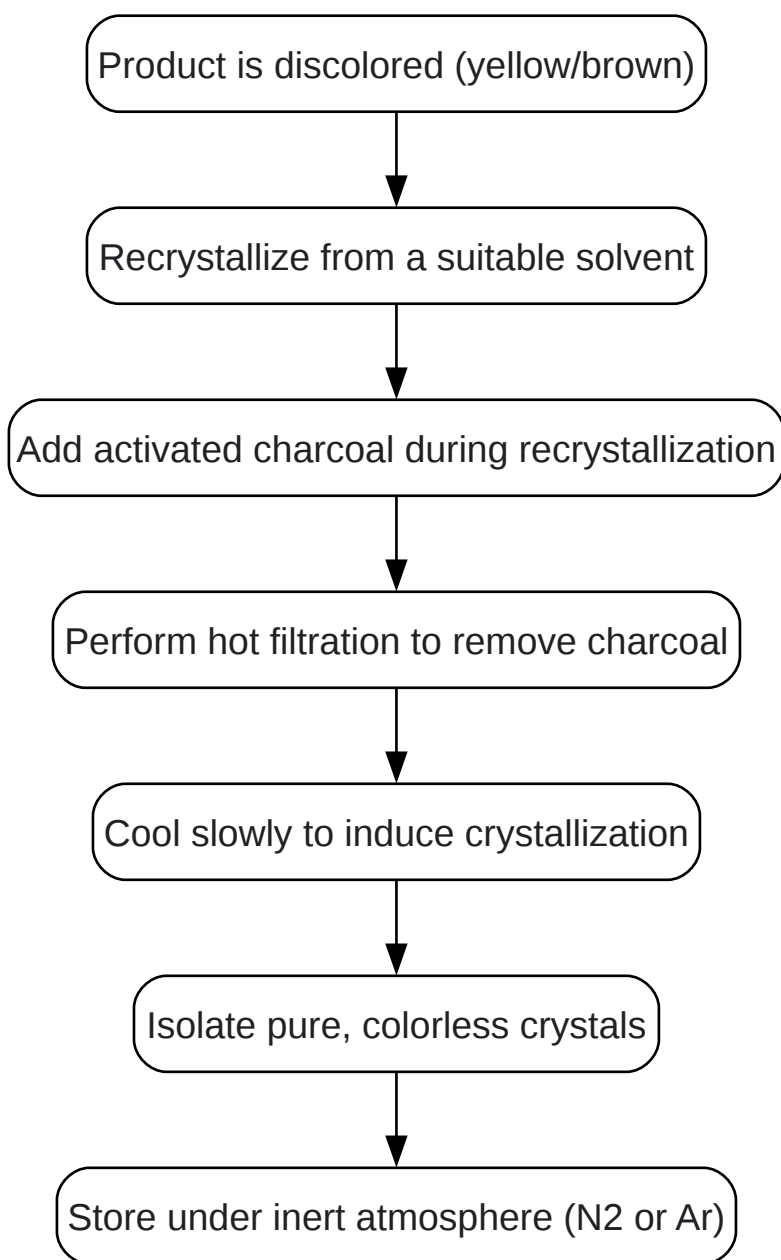 Product is discolored (yellow/brown)
Recrystallize from a suitable solvent
Add activated charcoal during recrystallization
Perform hot filtration to remove charcoal
Cool slowly to induce crystallization
Isolate pure, colorless crystals
Store under inert atmosphere (N2 or Ar)